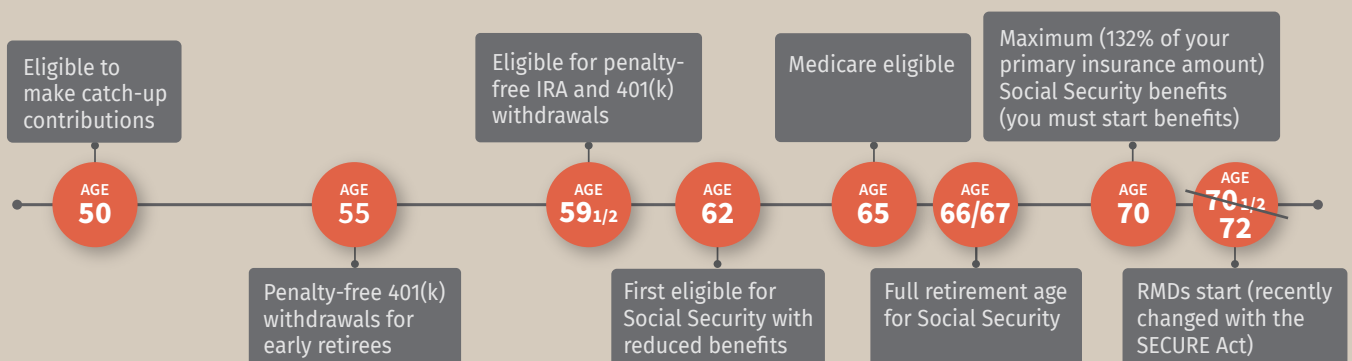 Eligible to
make catch-up
contributions
AGE
50
AGE
55
Penalty-free 401(k)
withdrawals for
early retirees
Eligible for penalty-
free IRA and 401(k)
withdrawals
AGE
59 1/2
AGE
62
First eligible for
Social Security with
reduced benefits
Medicare eligible
AGE
65
AGE
66/67
Full retirement age
for Social Security
Maximum (132% of your
primary insurance amount)
Social Security benefits
(you must start benefits)
AGE
70
AGE
70 1/2
72
RMDs start (recently
changed with the
SECURE Act)